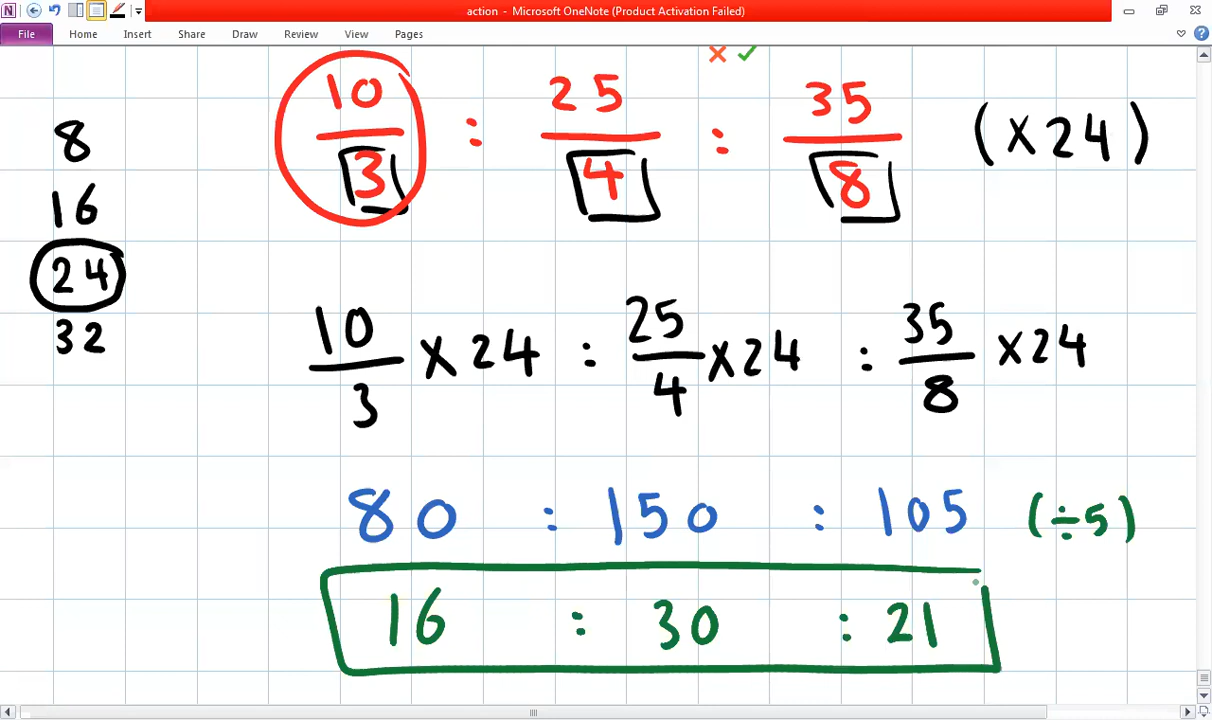 action - Microsoft OneNote (Product Activation Failed)
File Home Insert Share Draw Review View Pages
10/3 : 25/4 : 35/8 (×24)
8
16
24
32
10/3 ×24 : 25/4 ×24 : 35/8 ×24
80 : 150 : 105 (÷5)
16 : 30 : 21